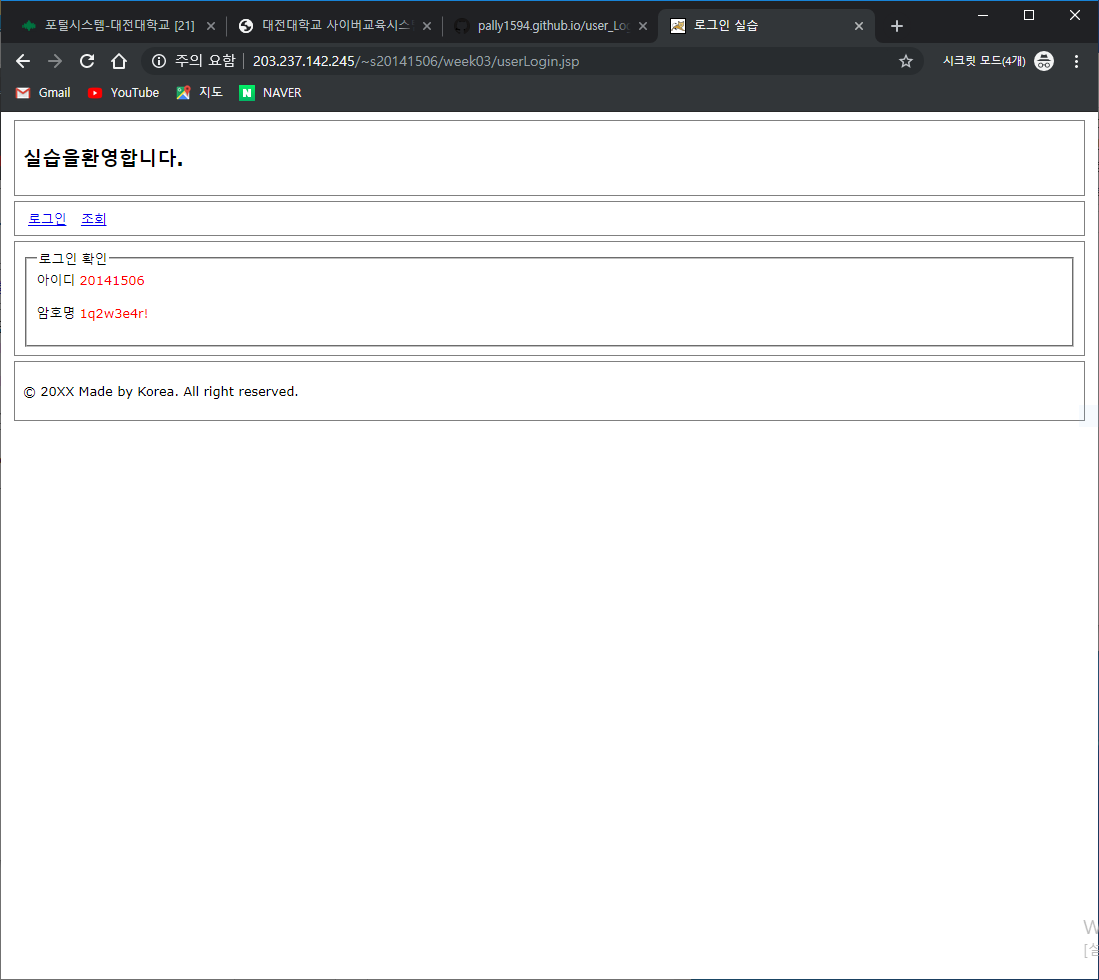 포털시스템-대전대학교 [21]
대전대학교 사이버교육시스
pally1594.github.io/user_Log
로그인 실습
주의 요함
203.237.142.245/~s20141506/week03/userLogin.jsp
시크릿 모드(4개)
Gmail YouTube 지도 NAVER
실습을환영합니다.
로그인 조회
로그인 확인
아이디 20141506
암호명 1q2w3e4r!
© 20XX Made by Korea. All right reserved.
W